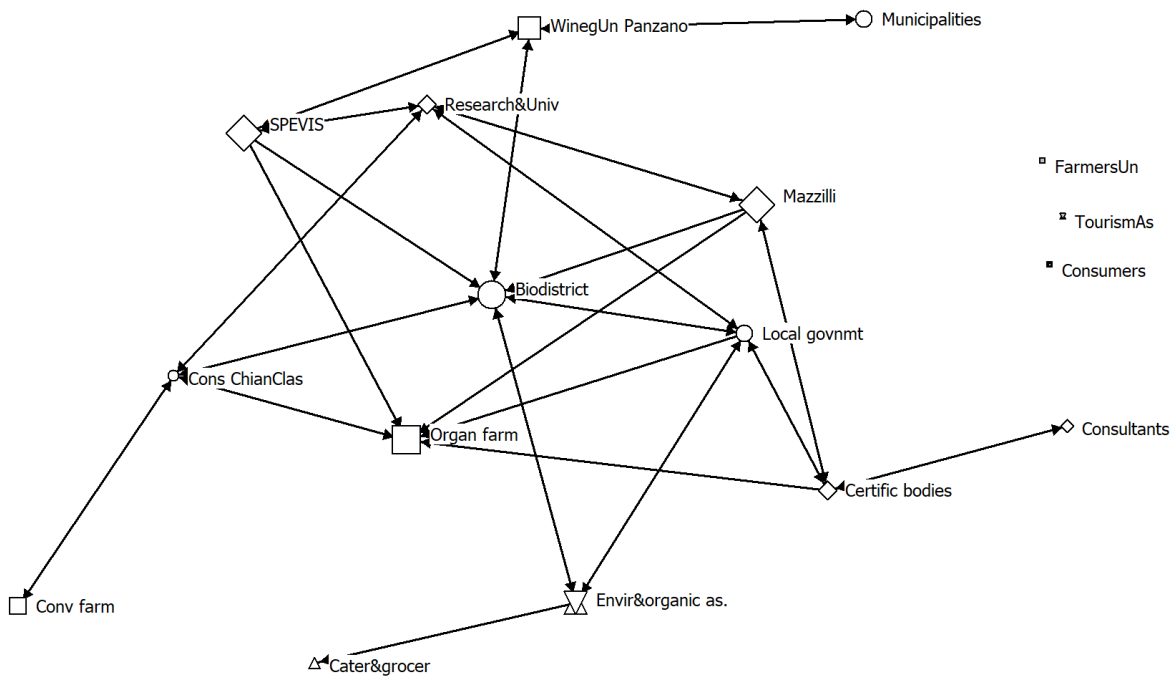 WinegUn Panzano
Municipalities
Research&Univ
SPEVIS
FarmersUn
Mazzilli
TourismAs
Consumers
Biodistrict
Local govnmt
Cons ChianClas
Organ farm
Consultants
Certific bodies
Envir&organic as.
Conv farm
Cater&grocer